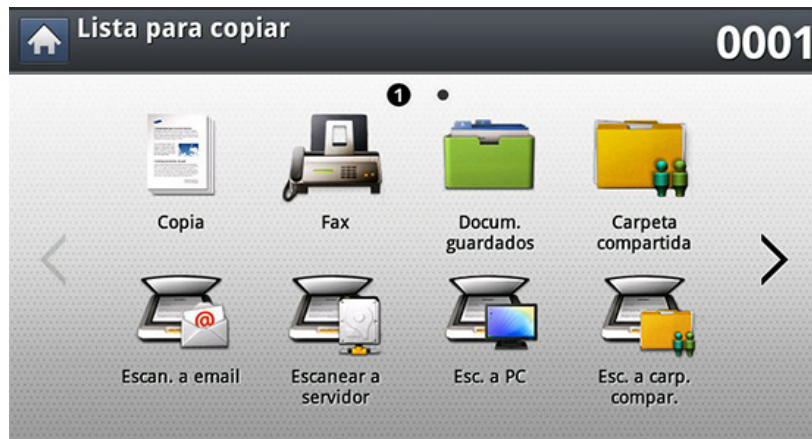 Lista para copiar
0001
1
Copia
Fax
Docum.
guardados
Carpeta
compartida
@
Escan. a email
Escanear a
servidor
Esc. a PC
Esc. a carp.
compar.